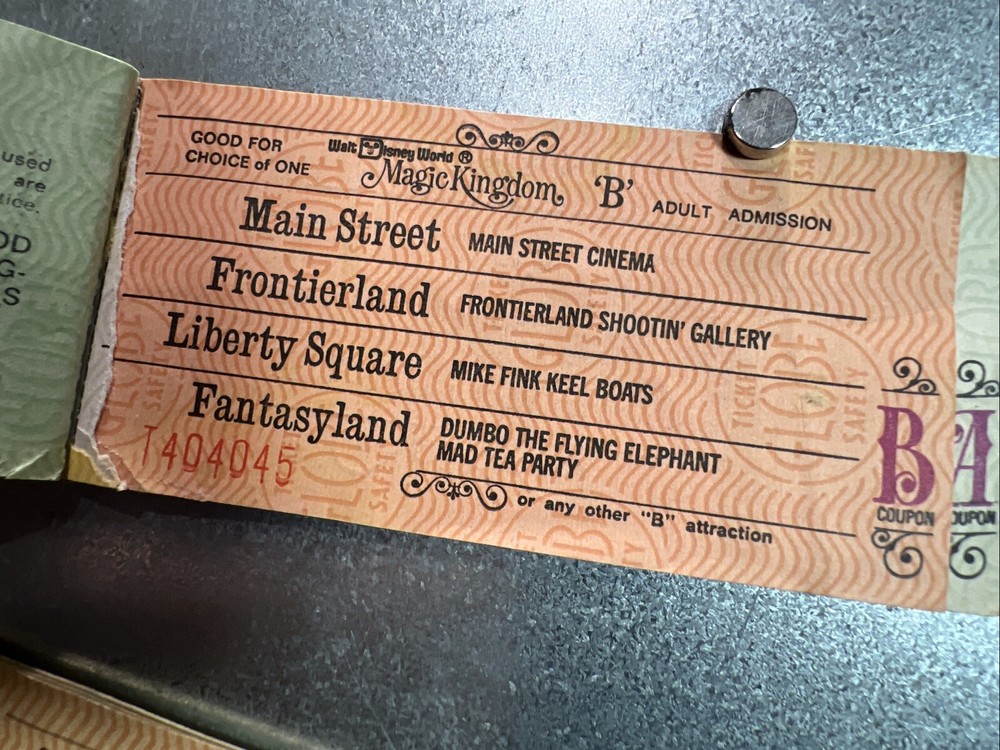 used
are
tice.
OD
G-
S
GOOD FOR
CHOICE of ONE
Walt Disney World ®
Magic Kingdom
'B' ADULT ADMISSION
Main Street MAIN STREET CINEMA
Frontierland FRONTIERLAND SHOOTIN' GALLERY
Liberty Square MIKE FINK KEEL BOATS
Fantasyland DUMBO THE FLYING ELEPHANT
MAD TEA PARTY
T404045
or any other "B" attraction
B
COUPON
A
OUPON